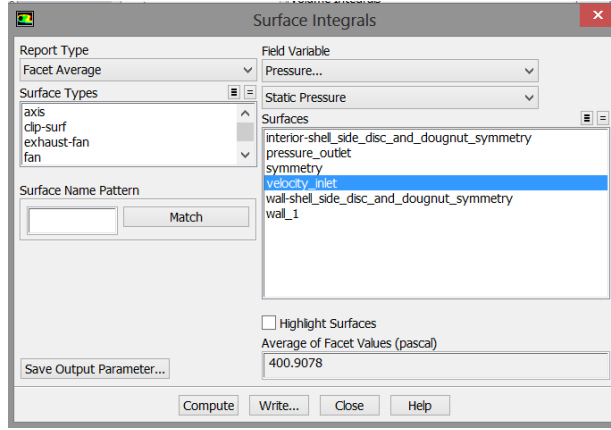 Surface Integrals
Report Type
Facet Average
Surface Types
axis
clip-surf
exhaust-fan
fan
Surface Name Pattern
Match
Save Output Parameter...
Field Variable
Pressure...
Static Pressure
Surfaces
interior-shell_side_disc_and_dougnut_symmetry
pressure_outlet
symmetry
velocity_inlet
wall-shell_side_disc_and_dougnut_symmetry
wall_1
Highlight Surfaces
Average of Facet Values (pascal)
400.9078
Compute Write... Close Help